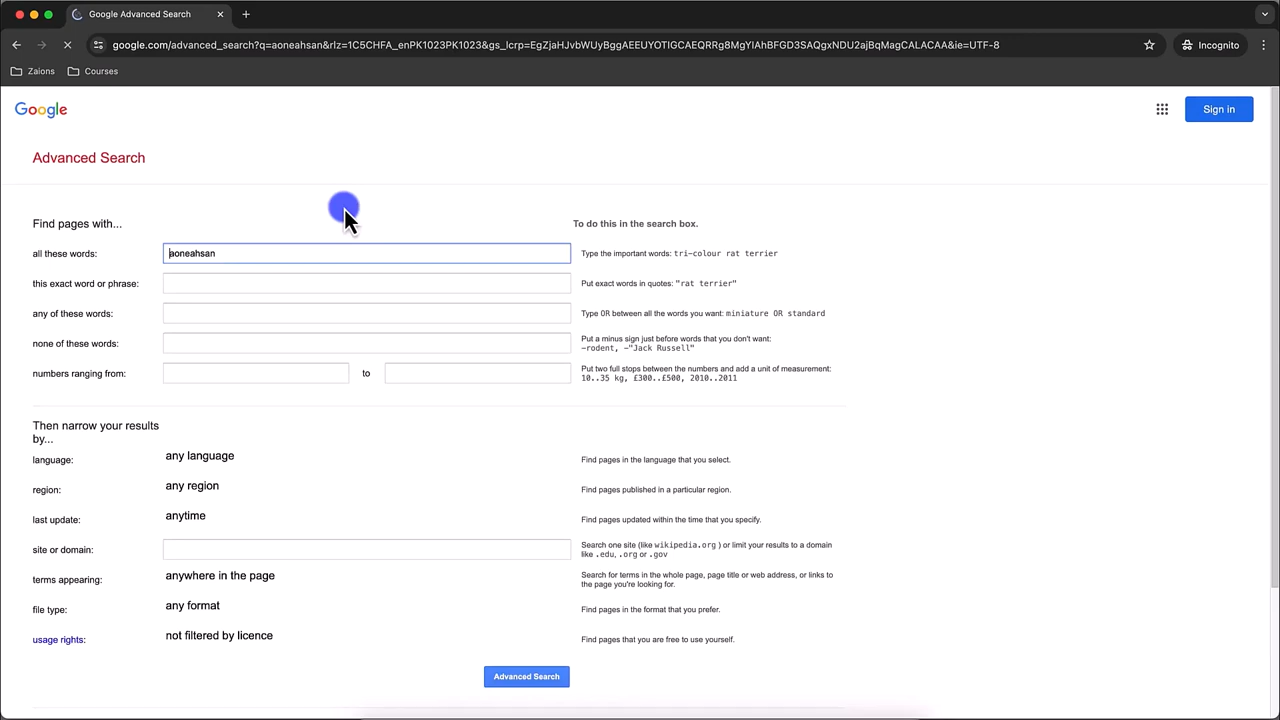 Google Advanced Search
google.com/advanced_search?q=aoneahsan&rlz=1C5CHFA_enPK1023PK1023&gs_lcrp=EgZjaHJvbWUyBggAEEUYOTIGCAEQRRg8MgYIAhBFGD3SAQgxNDU2ajBqMagCALACAA&ie=UTF-8
Incognito
Zaions
Courses
Google
Sign in
Advanced Search
Find pages with...
To do this in the search box.
all these words:
aoneahsan
Type the important words: tri-colour rat terrier
this exact word or phrase:
Put exact words in quotes: "rat terrier"
any of these words:
Type OR between all the words you want: miniature OR standard
none of these words:
Put a minus sign just before words that you don't want:
-rodent, -"Jack Russell"
numbers ranging from:
to
Put two full stops between the numbers and add a unit of measurement:
10..35 kg, £300..£500, 2010..2011
Then narrow your results
by...
language:
any language
Find pages in the language that you select.
region:
any region
Find pages published in a particular region.
last update:
anytime
Find pages updated within the time that you specify.
site or domain:
Search one site (like wikipedia.org ) or limit your results to a domain
like .edu, .org or .gov
terms appearing:
anywhere in the page
Search for terms in the whole page, page title or web address, or links to
the page you're looking for.
file type:
any format
Find pages in the format that you prefer.
usage rights:
not filtered by licence
Find pages that you are free to use yourself.
Advanced Search